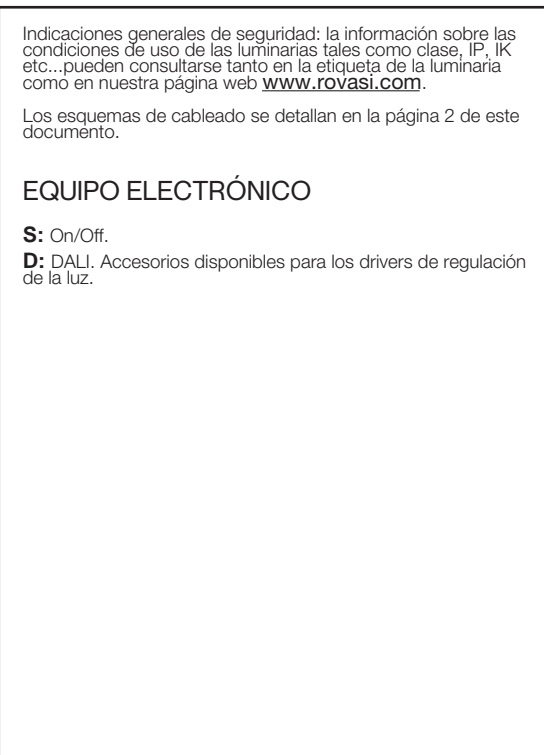 Indicaciones generales de seguridad: la información sobre las
condiciones de uso de las luminarias tales como clase, IP, IK
etc...pueden consultarse tanto en la etiqueta de la luminaria
como en nuestra página web www.rovasi.com.
Los esquemas de cableado se detallan en la página 2 de este
documento.
EQUIPO ELECTRÓNICO
S: On/Off.
D: DALI. Accesorios disponibles para los drivers de regulación
de la luz.